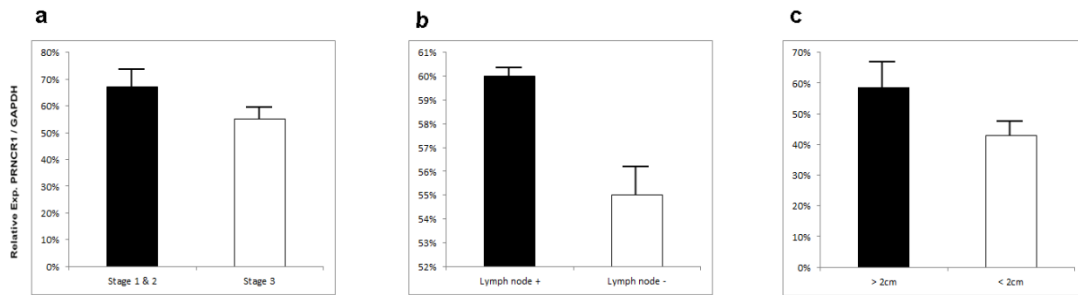 a
b
c
Relative Exp. PRNCR1 / GAPDH
80%
70%
60%
50%
40%
30%
20%
10%
0%
Stage 1 & 2
Stage 3
61%
60%
59%
58%
57%
56%
55%
54%
53%
52%
Lymph node +
Lymph node -
70%
60%
50%
40%
30%
20%
10%
0%
> 2cm
< 2cm